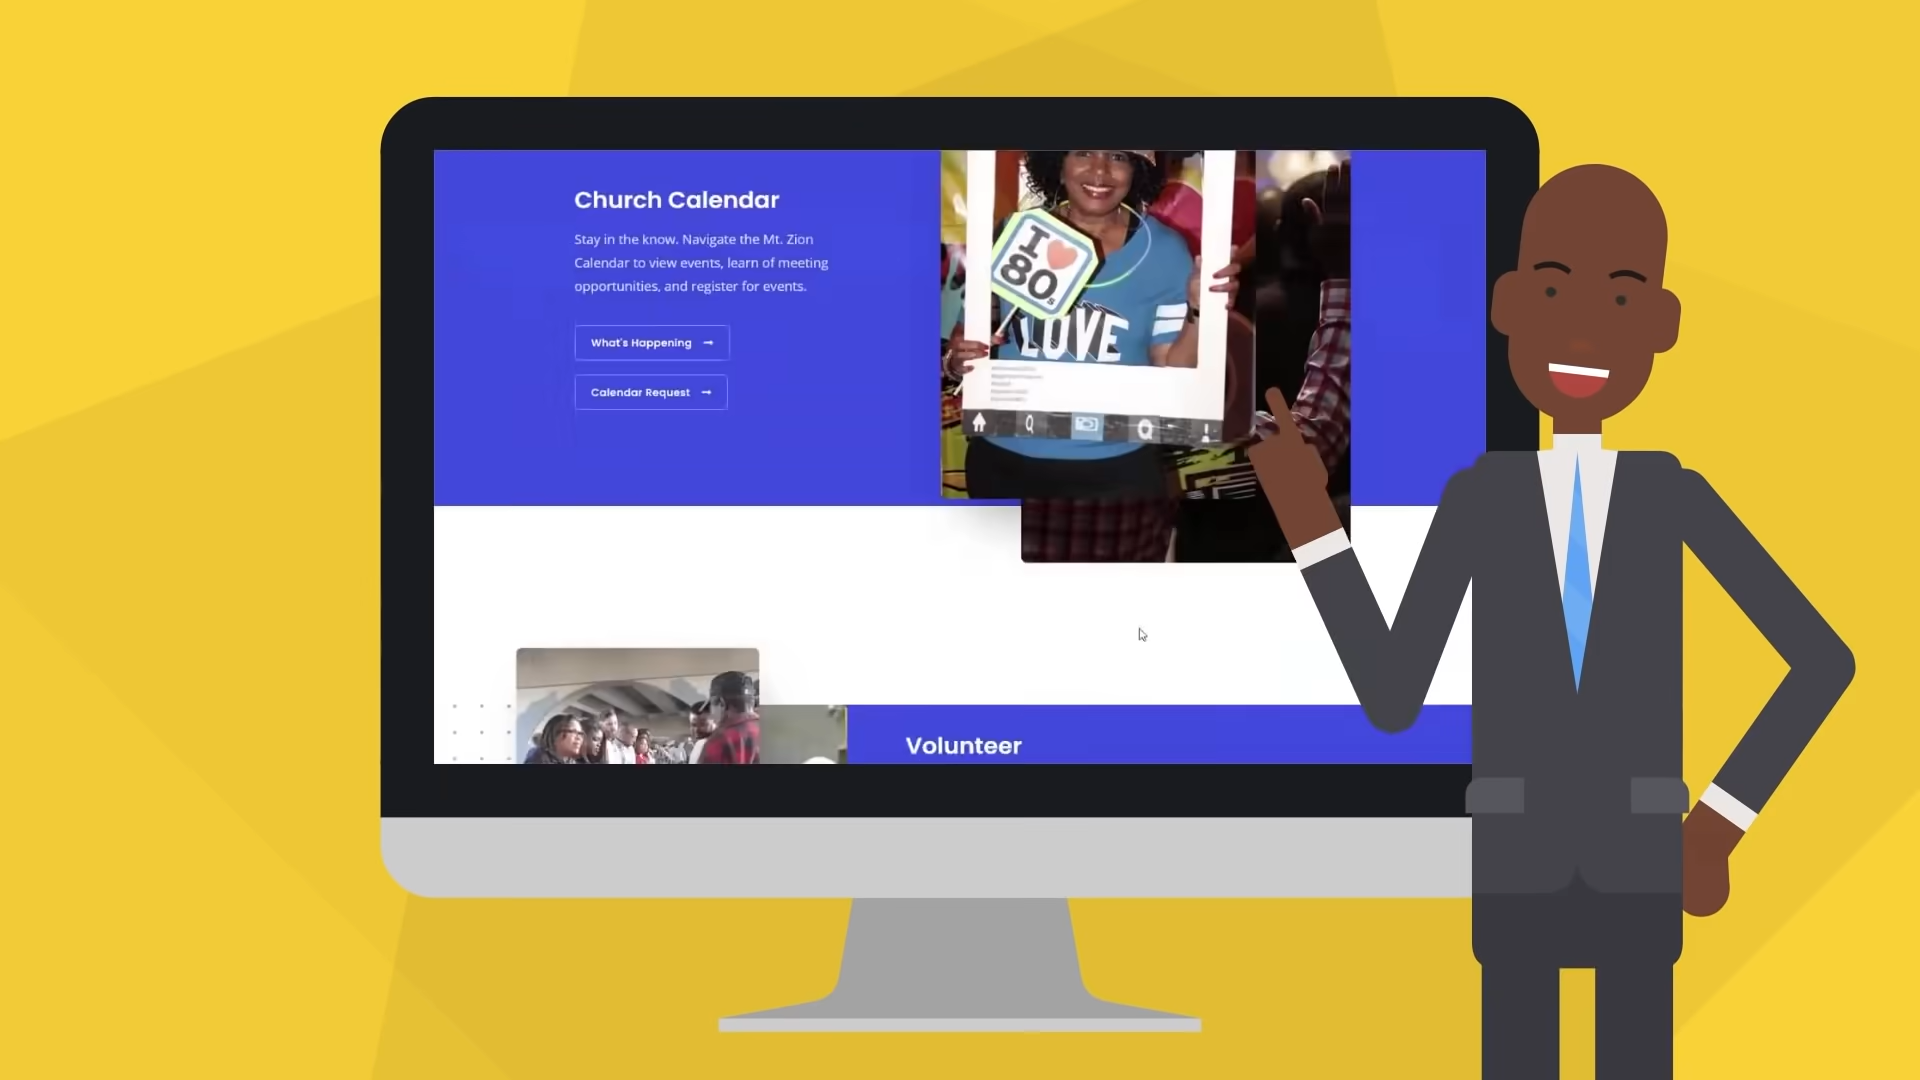 Church Calendar
Stay in the know. Navigate the Mt. Zion
Calendar to view events, learn of meeting
opportunities, and register for events.
What's Happening
Calendar Request
I
80s
LOVE
Volunteer